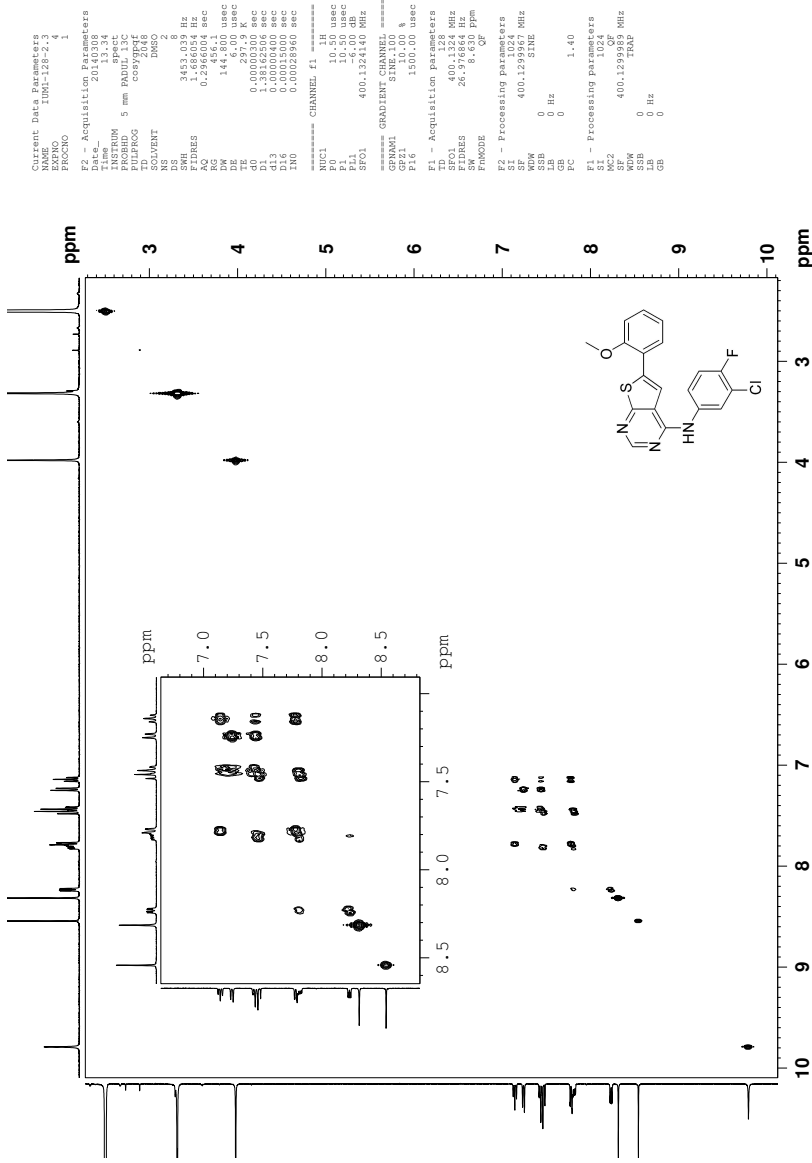 Current Data Parameters
NAME IUM1-128-2.3
EXPNO 4
PROCNO 1
F2 - Acquisition Parameters
Date_ 20140300
Time 13.34
INSTRUM spect
PROBHD 5 mm PADUL 13C
PULPROG cosygpqf
TD 2048
SOLVENT DMSO
NS 2
DS 8
SWH 3453.039 Hz
FIDRES 1.686054 Hz
AQ 0.2966004 sec
RG 456.1
DW 144.800 usec
DE 6.00 usec
TE 297.9 K
d0 0.00000300 sec
D1 1.38162506 sec
d13 0.00000400 sec
D16 0.00015000 sec
IN0 0.00028960 sec
======== CHANNEL f1 ========
NUC1 1H
P0 10.50 usec
P1 10.50 usec
PL1 -6.00 dB
SFO1 400.1324140 MHz
====== GRADIENT CHANNEL =====
GPNAM1 SINE.100
GPZ1 10.00 %
P16 1500.00 usec
F1 - Acquisition parameters
TD 128
SFO1 400.1324 MHz
FIDRES 26.976864 Hz
SW 8.630 ppm
FnMODE QF
F2 - Processing parameters
SI 1024
SF 400.1299967 MHz
WDW SINE
SSB 0
LB 0 Hz
GB 0
PC 1.40
F1 - Processing parameters
SI 1024
MC2 QF
SF 400.1299989 MHz
WDW TRAP
SSB 0
LB 0 Hz
GB 0
ppm
3
4
5
6
7
8
9
10
ppm
3
4
5
6
7
8
9
10
ppm
7.0
7.5
8.0
8.5
ppm
7.5
8.0
8.5
O
S
N
N
HN
F
Cl